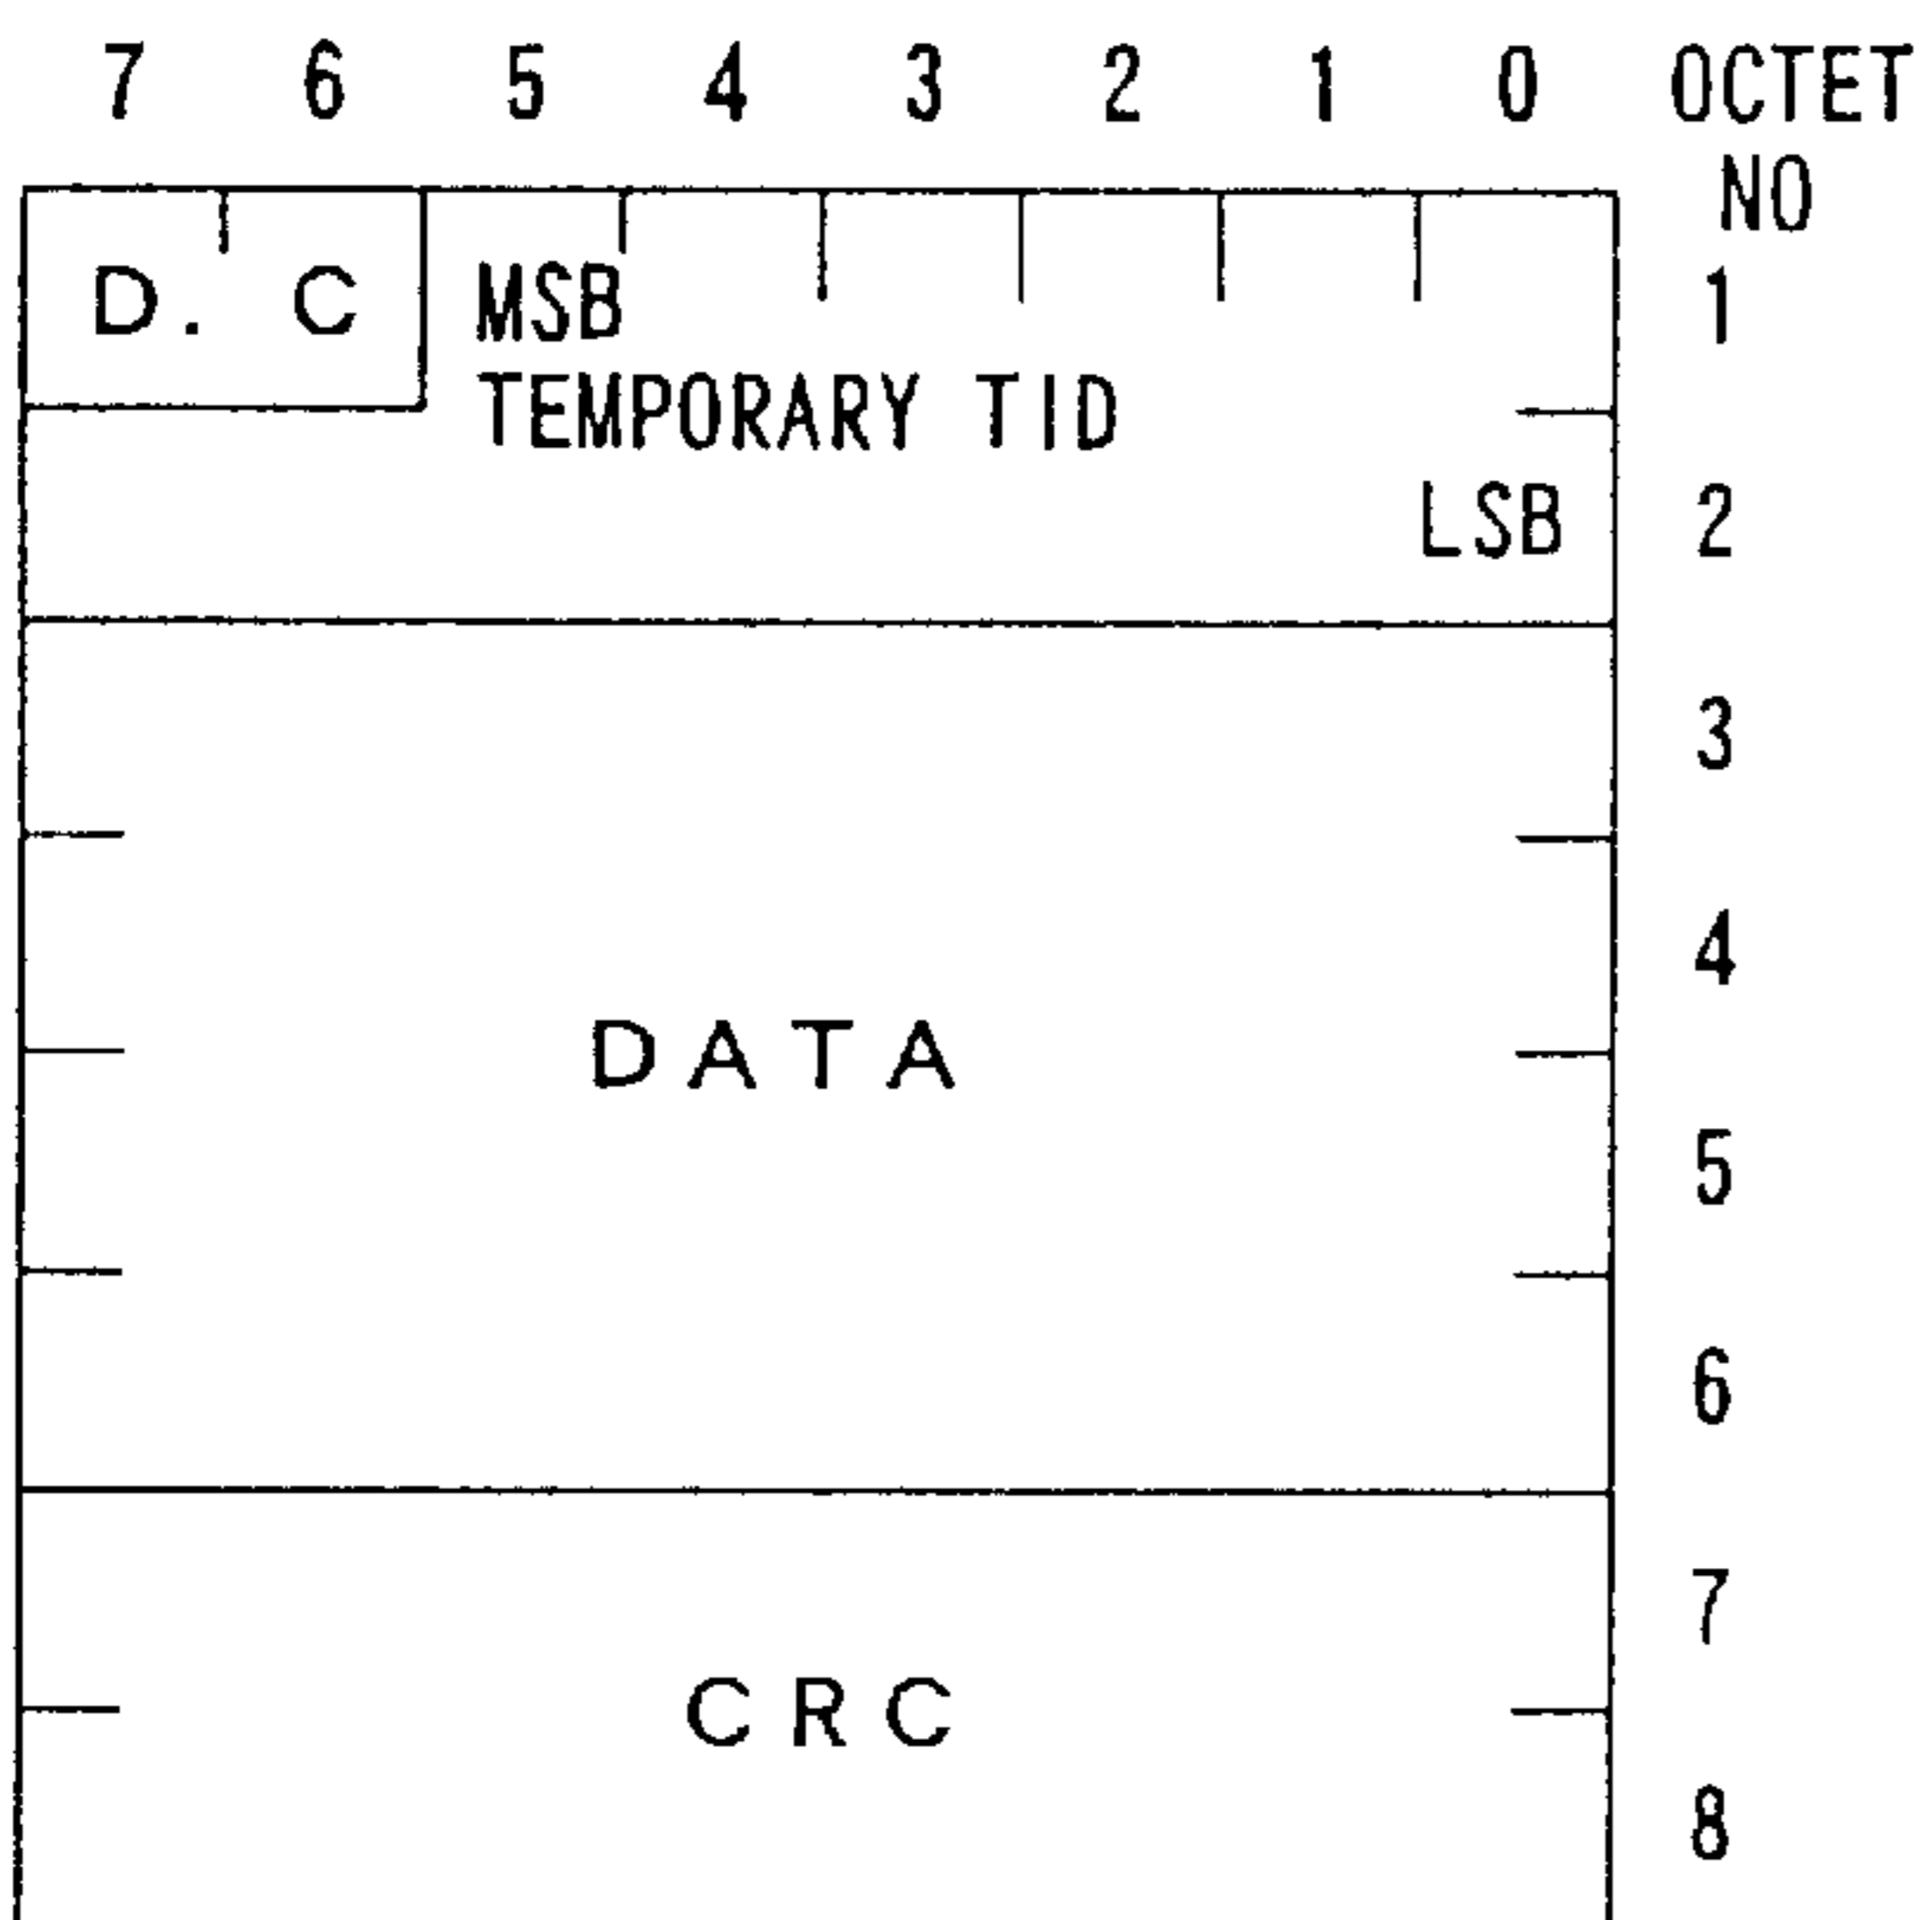 7 6 5 4 3 2 1 0 OCTET
NO
D. C MSB 1
TEMPORARY TID
LSB 2
3
4
DATA
5
6
7
CRC
8